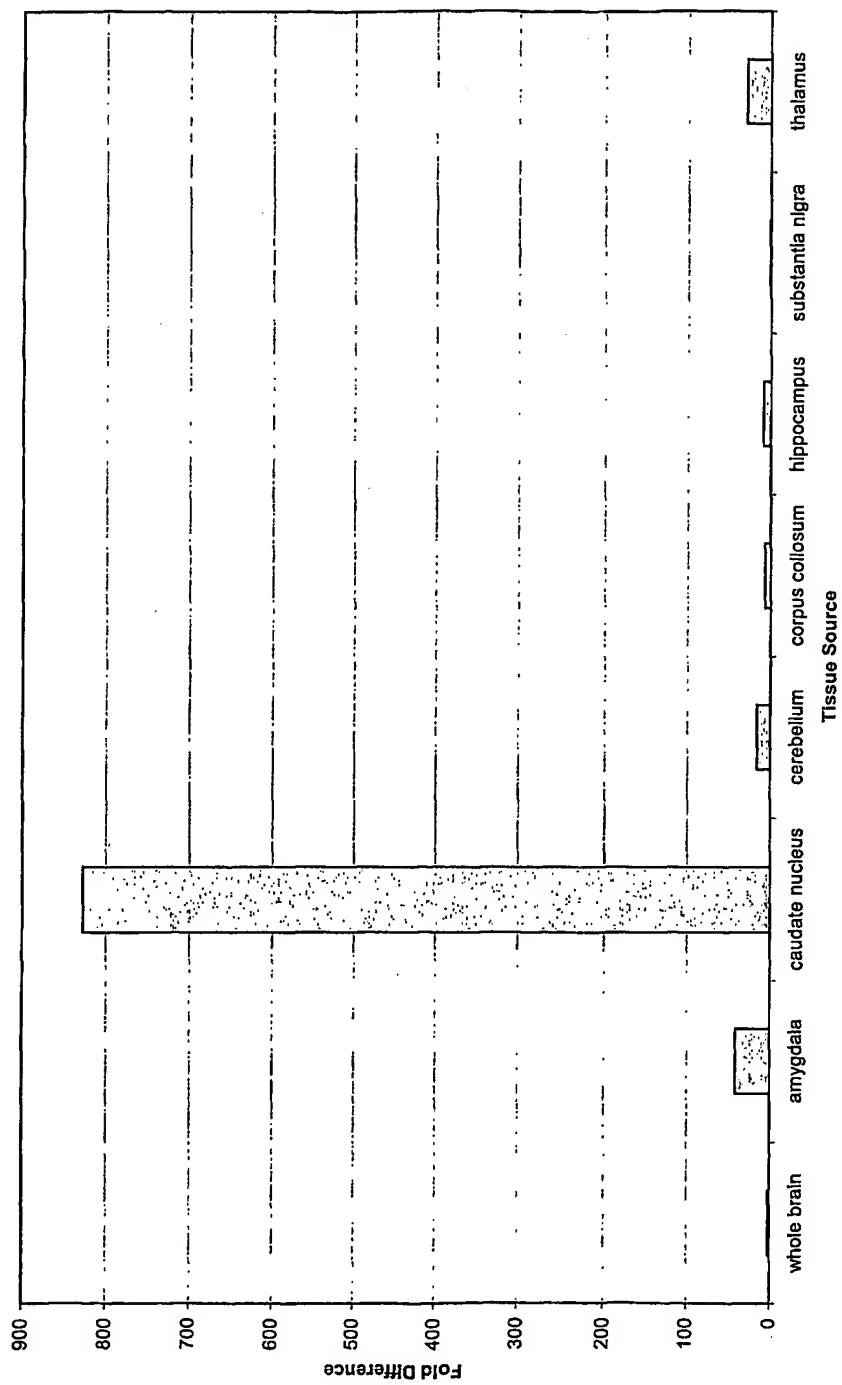 Fold Difference
900
800
700
600
500
400
300
200
100
0
whole brain
amygdala
caudate nucleus
cerebellum
corpus collosum
hippocampus
substantia nigra
thalamus
Tissue Source